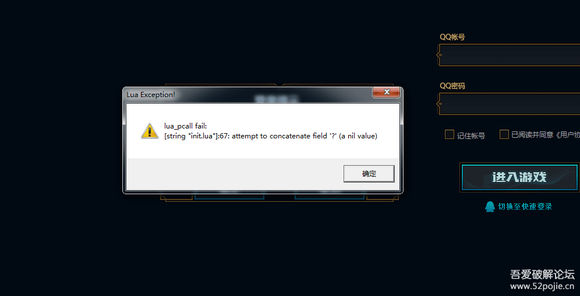 QQ帐号
Lua Exception!
lua_pcall fail:
[string "init.lua"]:67: attempt to concatenate field '?' (a nil value)
QQ密码
记住帐号
已阅读并同意《用户协
确定
进入游戏
切换至快速登录
吾爱破解论坛
www.52pojie.cn